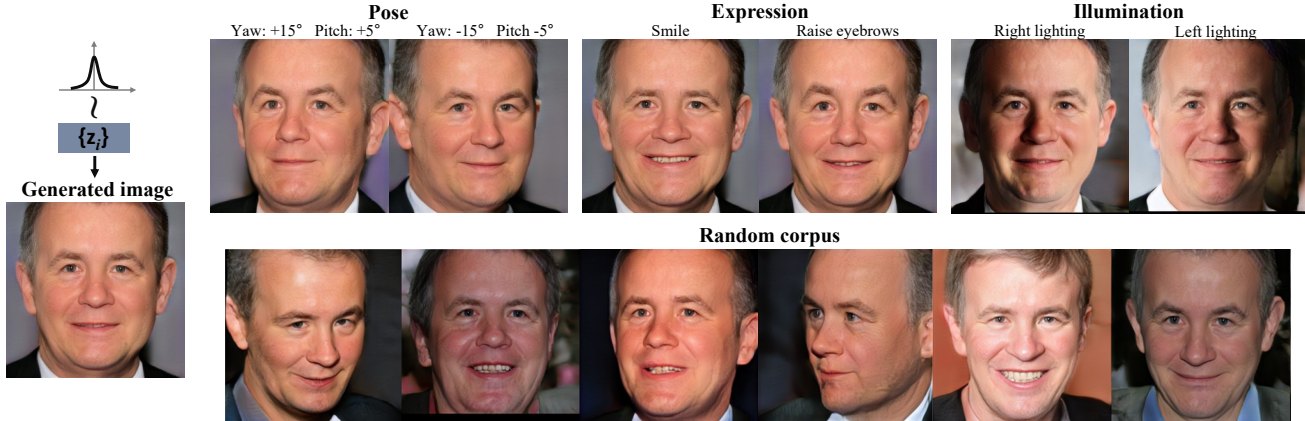 Pose
Expression
Illumination
Yaw: +15° Pitch: +5°
Yaw: -15° Pitch -5°
Smile
Raise eyebrows
Right lighting
Left lighting
{zi}
Generated image
Random corpus